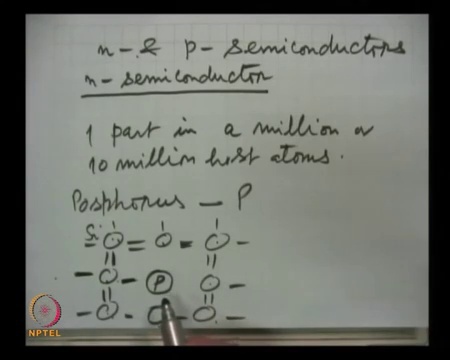 n- & p- semiconductors
n- semiconductor
1 part in a million or
10 million host atoms.
Posphorus - P
Si
P
NPTEL